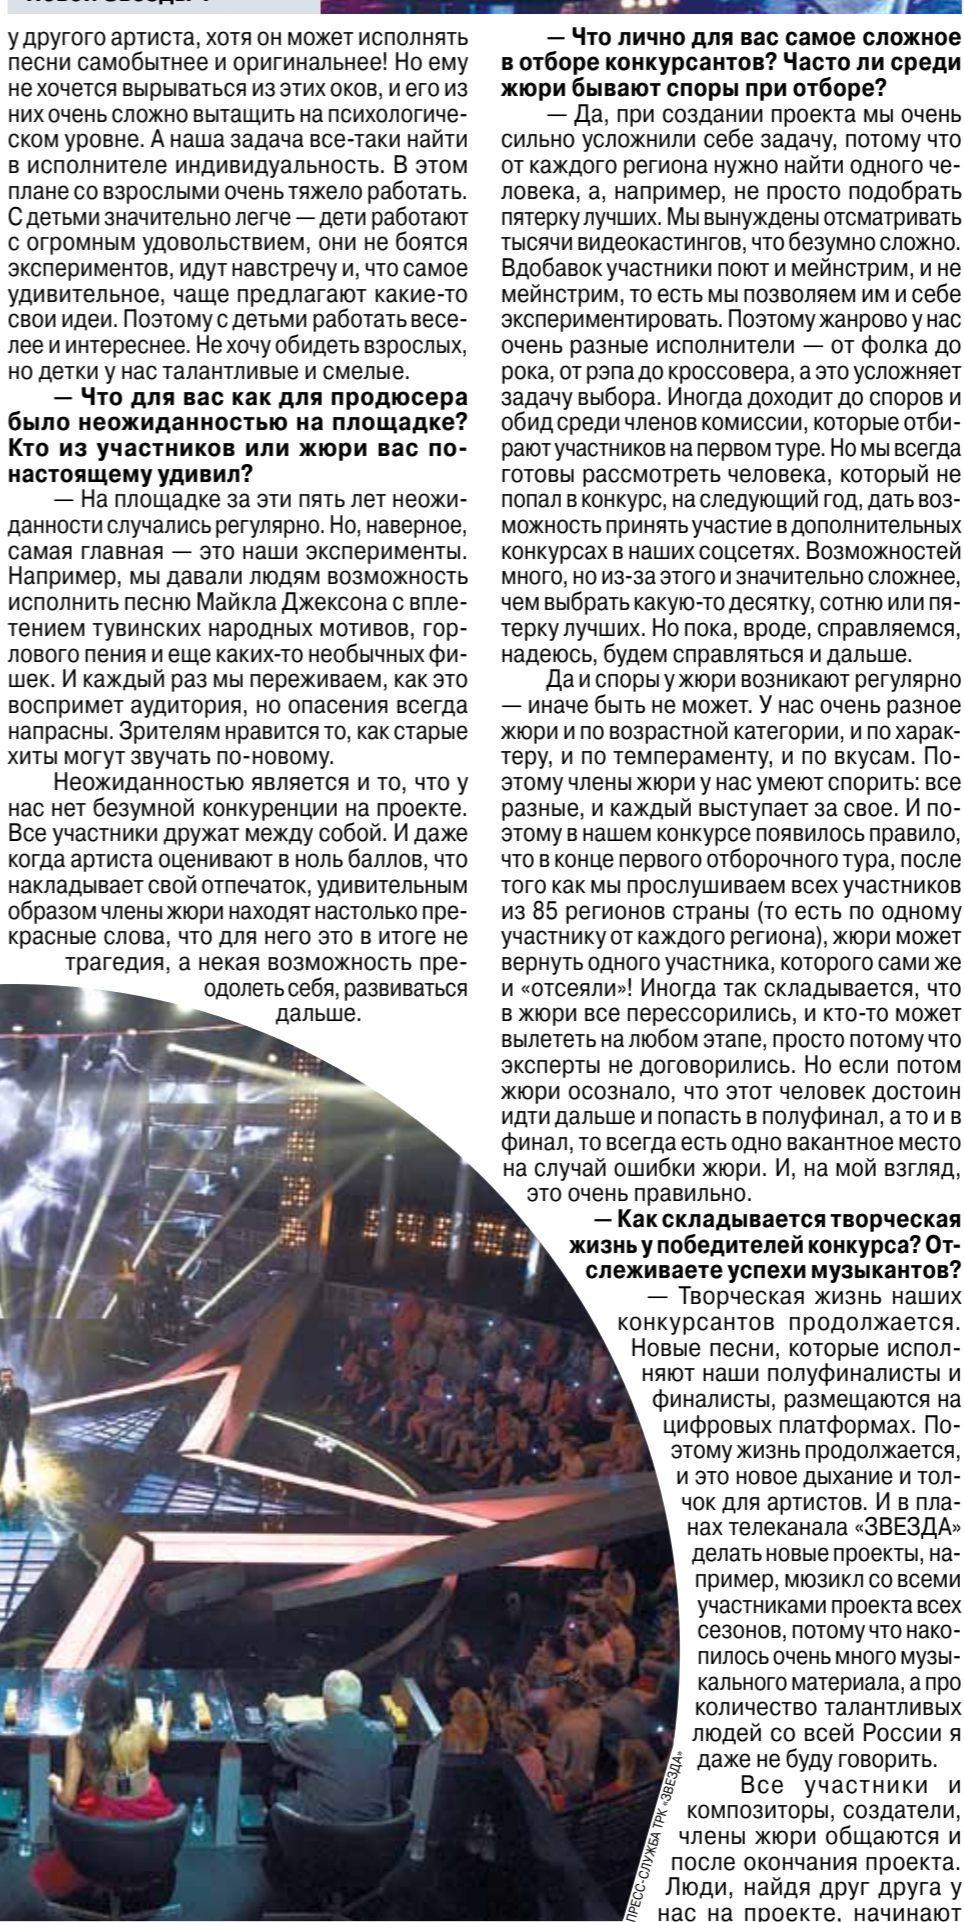 у другого артиста, хотя он может исполнять
песни самобытнее и оригинальнее! Но ему
не хочется вырываться из этих оков, и его из
них очень сложно вытащить на психологиче-
ском уровне. А наша задача все-таки найти
в исполнителе индивидуальность. В этом
плане со взрослыми очень тяжело работать.
С детьми значительно легче — дети работают
с огромным удовольствием, они не боятся
экспериментов, идут навстречу и, что самое
удивительное, чаще предлагают какие-то
свои идеи. Поэтому с детьми работать весе-
лее и интереснее. Не хочу обидеть взрослых,
но детки у нас талантливые и смелые.
— Что для вас как для продюсера
было неожиданностью на площадке?
Кто из участников или жюри вас по-
настоящему удивил?
— На площадке за эти пять лет неожи-
данности случались регулярно. Но, наверное,
самая главная — это наши эксперименты.
Например, мы давали людям возможность
исполнить песню Майкла Джексона с впле-
тением тувинских народных мотивов, гор-
лового пения и еще каких-то необычных фи-
шек. И каждый раз мы переживаем, как это
воспримет аудитория, но опасения всегда
напрасны. Зрителям нравится то, как старые
хиты могут звучать по-новому.
Неожиданностью является и то, что у
нас нет безумной конкуренции на проекте.
Все участники дружат между собой. И даже
когда артиста оценивают в ноль баллов, что
накладывает свой отпечаток, удивительным
образом члены жюри находят настолько пре-
красные слова, что для него это в итоге не
трагедия, а некая возможность пре-
одолеть себя, развиваться
дальше.
— Что лично для вас самое сложное
в отборе конкурсантов? Часто ли среди
жюри бывают споры при отборе?
— Да, при создании проекта мы очень
сильно усложнили себе задачу, потому что
от каждого региона нужно найти одного че-
ловека, а, например, не просто подобрать
пятерку лучших. Мы вынуждены отсматривать
тысячи видеокастингов, что безумно сложно.
Вдобавок участники поют и мейнстрим, и не
мейнстрим, то есть мы позволяем им и себе
экспериментировать. Поэтому жанрово у нас
очень разные исполнители — от фолка до
рока, от рэпа до кроссовера, а это усложняет
задачу выбора. Иногда доходит до споров и
обид среди членов комиссии, которые отби-
рают участников на первом туре. Но мы всегда
готовы рассмотреть человека, который не
попал в конкурс, на следующий год, дать воз-
можность принять участие в дополнительных
конкурсах в наших соцсетях. Возможностей
много, но из-за этого и значительно сложнее,
чем выбрать какую-то десятку, сотню или пя-
терку лучших. Но пока, вроде, справляемся,
надеюсь, будем справляться и дальше.
Да и споры у жюри возникают регулярно
— иначе быть не может. У нас очень разное
жюри и по возрастной категории, и по харак-
теру, и по темпераменту, и по вкусам. По-
этому члены жюри у нас умеют спорить: все
разные, и каждый выступает за свое. И по-
этому в нашем конкурсе появилось правило,
что в конце первого отборочного тура, после
того как мы прослушиваем всех участников
из 85 регионов страны (то есть по одному
участнику от каждого региона), жюри может
вернуть одного участника, которого сами же
и «отсеяли»! Иногда так складывается, что
в жюри все перессорились, и кто-то может
вылететь на любом этапе, просто потому что
эксперты не договорились. Но если потом
жюри осознало, что этот человек достоин
идти дальше и попасть в полуфинал, а то и в
финал, то всегда есть одно вакантное место
на случай ошибки жюри. И, на мой взгляд,
это очень правильно.
— Как складывается творческая
жизнь у победителей конкурса? От-
слеживаете успехи музыкантов?
— Творческая жизнь наших
конкурсантов продолжается.
Новые песни, которые испол-
няют наши полуфиналисты и
финалисты, размещаются на
цифровых платформах. По-
этому жизнь продолжается,
и это новое дыхание и тол-
чок для артистов. И в пла-
нах телеканала «ЗВЕЗДА»
делать новые проекты, на-
пример, мюзикл со всеми
участниками проекта всех
сезонов, потому что нако-
пилось очень много музы-
кального материала, а про
количество талантливых
людей со всей России я
даже не буду говорить.
Все участники и
композиторы, создатели,
члены жюри общаются и
после окончания проекта.
Люди, найдя друг друга у
нас на проекте, начинают
ПРЕСС-СЛУЖБА ТРК «ЗВЕЗДА»